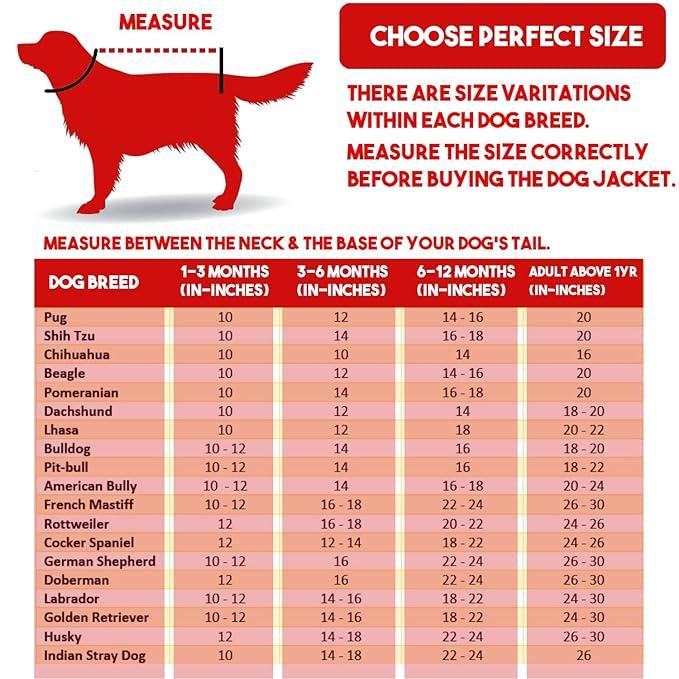 MEASURE
CHOOSE PERFECT SIZE
THERE ARE SIZE VARITATIONS
WITHIN EACH DOG BREED.
MEASURE THE SIZE CORRECTLY
BEFORE BUYING THE DOG JACKET.
MEASURE BETWEEN THE NECK & THE BASE OF YOUR DOG'S TAIL.
DOG BREED 1-3 MONTHS (IN-INCHES) 3-6 MONTHS (IN-INCHES) 6-12 MONTHS (IN-INCHES) ADULT ABOVE 1YR (IN-INCHES)
Pug 10 12 14 - 16 20
Shih Tzu 10 14 16 - 18 20
Chihuahua 10 10 14 16
Beagle 10 12 14 - 16 20
Pomeranian 10 14 16 - 18 20
Dachshund 10 12 14 18 - 20
Lhasa 10 12 18 20 - 22
Bulldog 10 - 12 14 16 18 - 20
Pit-bull 10 - 12 14 16 18 - 22
American Bully 10 - 12 14 16 - 18 20 - 24
French Mastiff 10 - 12 16 - 18 22 - 24 26 - 30
Rottweiler 12 16 - 18 20 - 22 24 - 26
Cocker Spaniel 12 12 - 14 18 - 22 24 - 26
German Shepherd 10 - 12 16 22 - 24 26 - 30
Doberman 12 16 22 - 24 26 - 30
Labrador 10 - 12 14 - 16 18 - 22 24 - 30
Golden Retriever 10 - 12 14 - 16 18 - 22 24 - 30
Husky 12 14 - 18 22 - 24 26 - 30
Indian Stray Dog 10 14 - 18 22 - 24 26